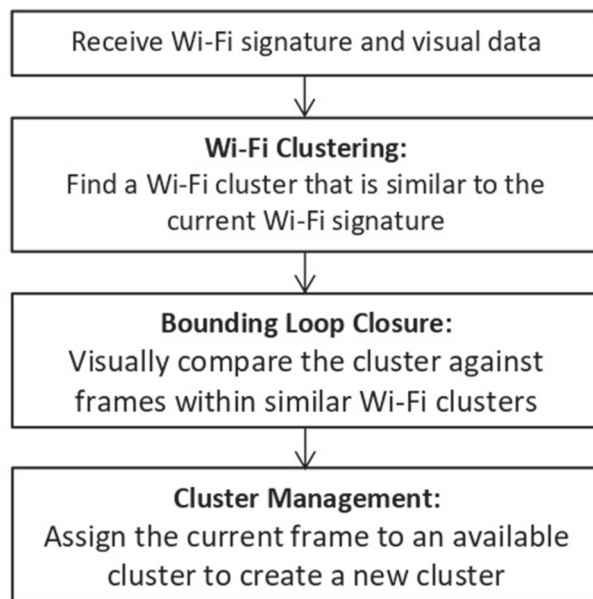 Receive Wi-Fi signature and visual data
Wi-Fi Clustering:
Find a Wi-Fi cluster that is similar to the
current Wi-Fi signature
Bounding Loop Closure:
Visually compare the cluster against
frames within similar Wi-Fi clusters
Cluster Management:
Assign the current frame to an available
cluster to create a new cluster